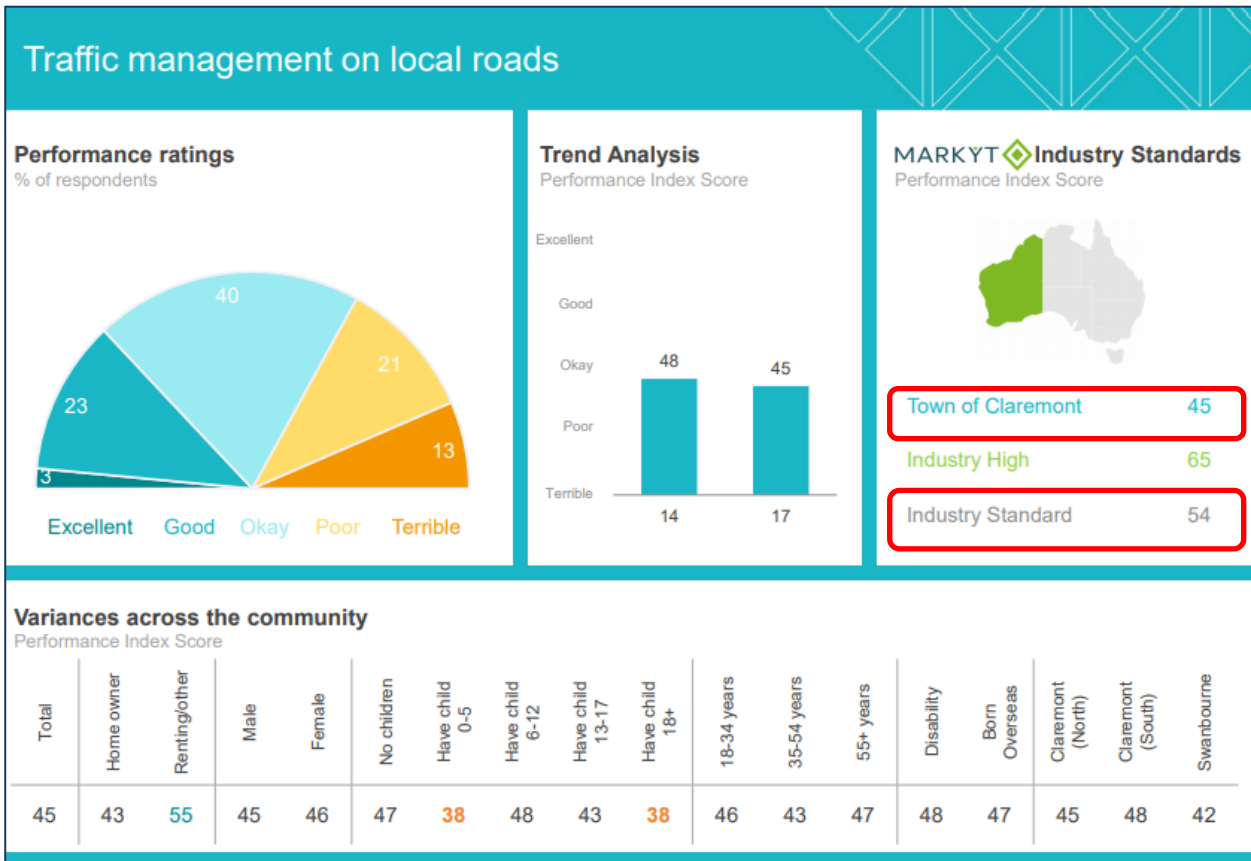 Traffic management on local roads
Performance ratings
% of respondents
3
23
40
21
13
Excellent Good Okay Poor Terrible
Trend Analysis
Performance Index Score
Excellent
Good
Okay
Poor
Terrible
48 45
14 17
MARKYT Industry Standards
Performance Index Score
Town of Claremont 45
Industry High 65
Industry Standard 54
Variances across the community
Performance Index Score
Total
Home owner
Renting/other
Male
Female
No children
Have child
0-5
Have child
6-12
Have child
13-17
Have child
18+
18-34 years
35-54 years
55+ years
Disability
Born
Overseas
Claremont
(North)
Claremont
(South)
Swanbourne
45 43 55 45 46 47 38 48 43 38 46 43 47 48 47 45 48 42